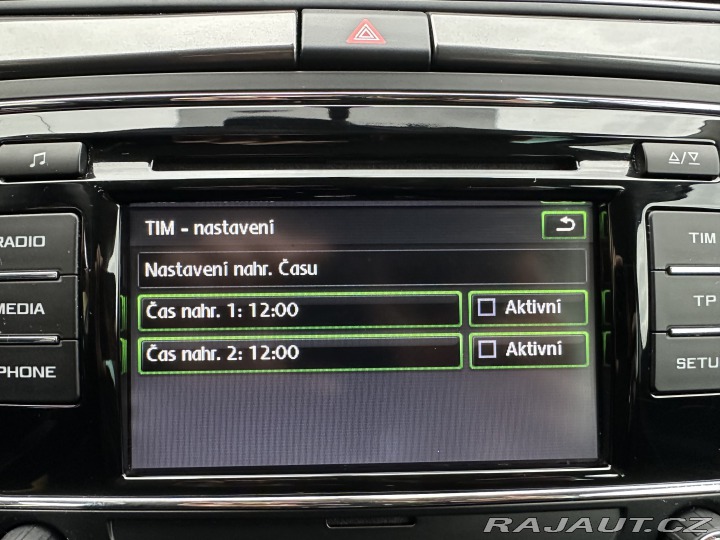 RADIO
MEDIA
PHONE
TIM - nastavení
Nastavení nahr. Času
Čas nahr. 1: 12:00
Aktivní
Čas nahr. 2: 12:00
Aktivní
TIM
TP
SETU
RAJAUT.CZ